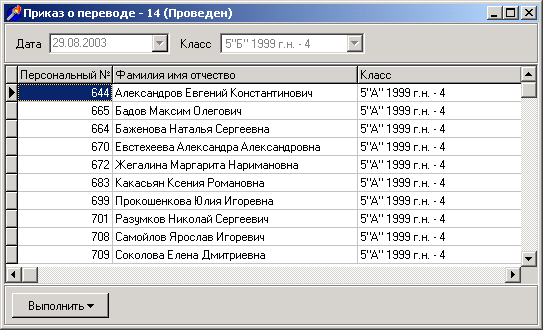 Приказ о переводе - 14 (Проведен)
Дата 29.08.2003 Класс 5"Б" 1999 г.н. - 4
Персональный № Фамилия имя отчество Класс
644 Александров Евгений Константинович 5"А" 1999 г.н. - 4
665 Бадов Максим Олегович 5"А" 1999 г.н. - 4
664 Баженова Наталья Сергеевна 5"А" 1999 г.н. - 4
670 Евстехеева Александра Александровна 5"А" 1999 г.н. - 4
672 Жегалина Маргарита Наримановна 5"А" 1999 г.н. - 4
683 Какасьян Ксения Романовна 5"А" 1999 г.н. - 4
699 Прокошенкова Юлия Игоревна 5"А" 1999 г.н. - 4
701 Разумков Николай Сергеевич 5"А" 1999 г.н. - 4
708 Самойлов Ярослав Игоревич 5"А" 1999 г.н. - 4
709 Соколова Елена Дмитриевна 5"А" 1999 г.н. - 4
Выполнить